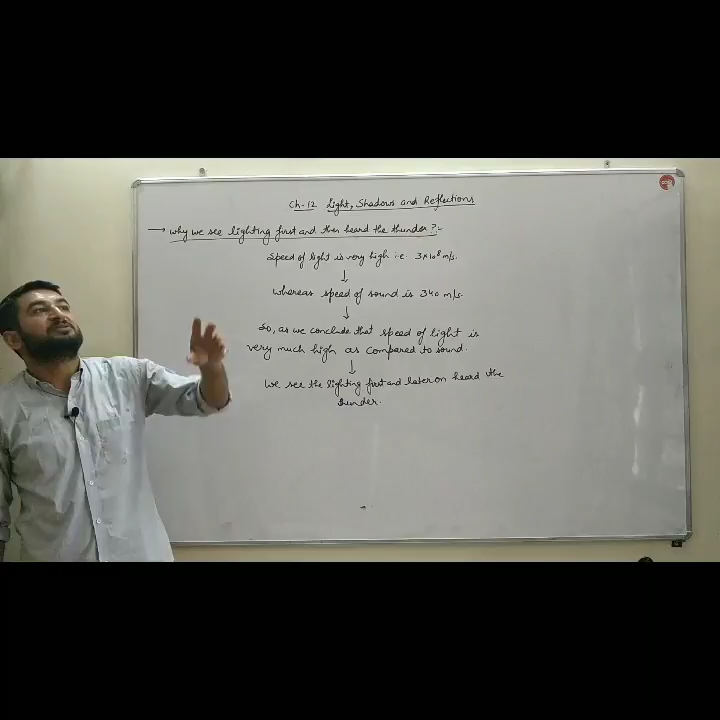 Ch-12 Light, Shadows and Reflections
→ why we see lighting first and then heard the thunder?:-
Speed of light is very high i.e. 3×10⁸ m/s.
↓
whereas speed of sound is 340 m/s.
↓
So, as we conclude that speed of light is
very much high as compared to sound.
↓
We see the lighting first and later on heard the
thunder.